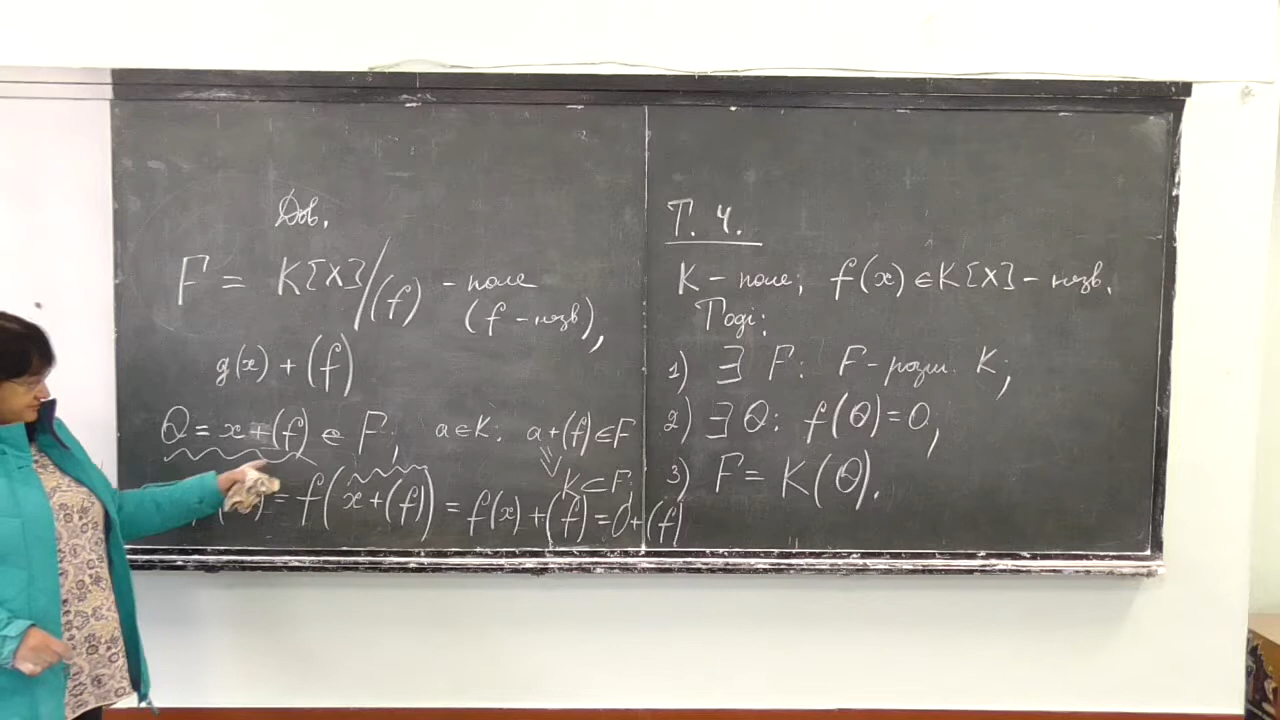 Дов.
F = K[x]/(f) - поле
(f - незв),
g(x) + (f)
Θ = x + (f) ∈ F; a ∈ K: a + (f) ∈ F
⇓
K ⊂ F;
= f(x + (f)) = f(x) + (f) = 0 + (f)
Т. 4.
K - поле; f(x) ∈ K[x] - незв.
Тоді:
1) ∃ F: F - розш. K;
2) ∃ Θ: f(Θ) = 0,
3) F = K(Θ).